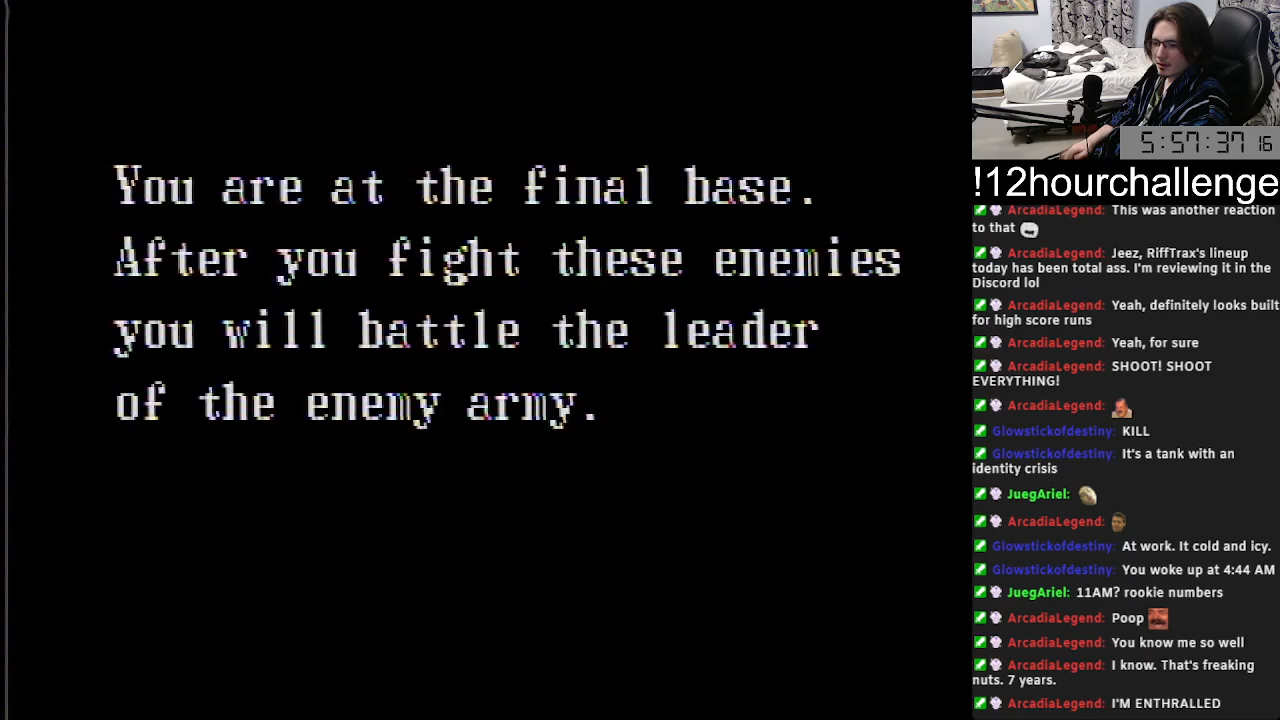 You are at the final base.
After you fight these enemies
you will battle the leader
of the enemy army.
5:57:37 16
!12hourchallenge
ArcadiaLegend: This was another reaction
to that
ArcadiaLegend: Jeez, RiffTrax's lineup
today has been total ass. I'm reviewing it in the
Discord lol
ArcadiaLegend: Yeah, definitely looks built
for high score runs
ArcadiaLegend: Yeah, for sure
ArcadiaLegend: SHOOT! SHOOT
EVERYTHING!
ArcadiaLegend:
Glowstickofdestiny: KILL
Glowstickofdestiny: It's a tank with an
identity crisis
JuegAriel:
ArcadiaLegend:
Glowstickofdestiny: At work. It cold and icy.
Glowstickofdestiny: You woke up at 4:44 AM
JuegAriel: 11AM? rookie numbers
ArcadiaLegend: Poop
ArcadiaLegend: You know me so well
ArcadiaLegend: I know. That's freaking
nuts. 7 years.
ArcadiaLegend: I'M ENTHRALLED